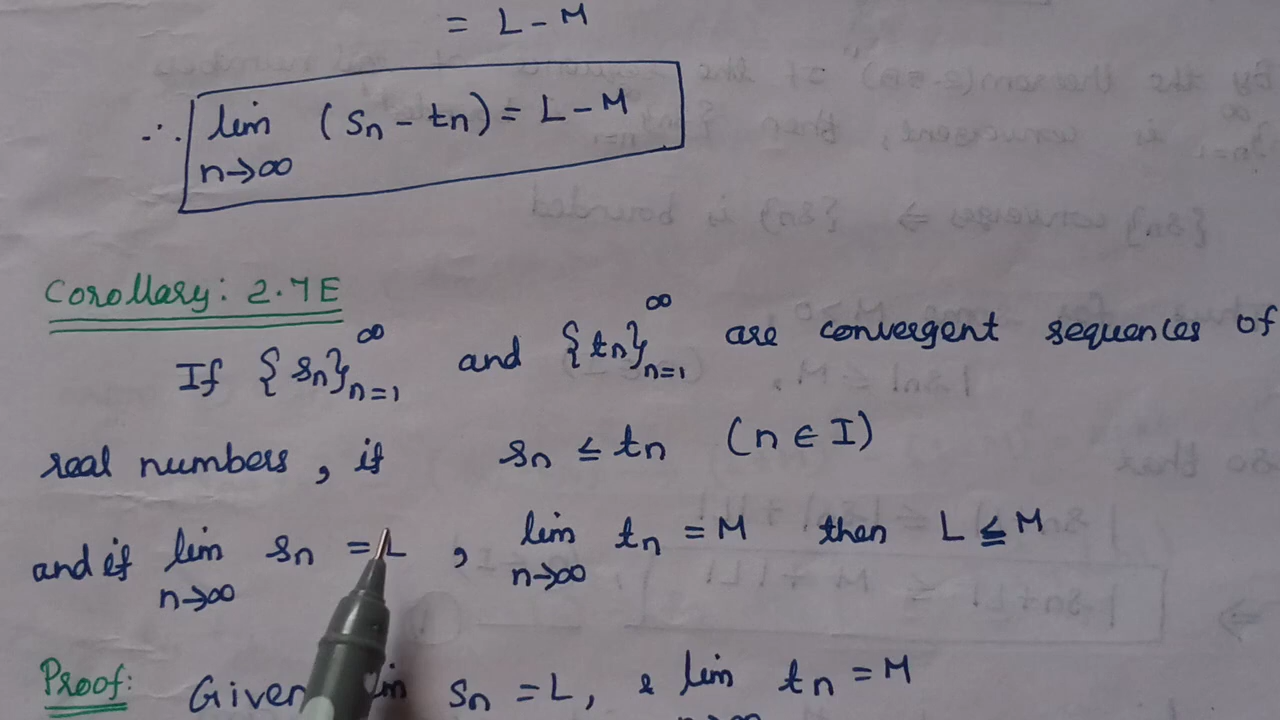 = L - M
∴ lim n→∞ (sn - tn) = L - M
Corollary: 2.7E
If {sn}∞n=1 and {tn}∞n=1 are convergent sequences of
real numbers, if sn ≤ tn (n ∈ I)
and if lim n→∞ sn = L , lim n→∞ tn = M then L ≤ M
Proof: Given sn = L, & lim tn = M